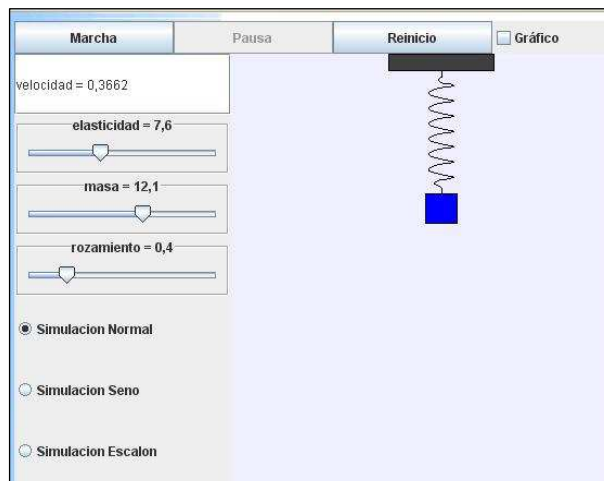 Marcha Pausa Reinicio Gráfico
velocidad = 0,3662
elasticidad = 7,6
masa = 12,1
rozamiento = 0,4
Simulacion Normal
Simulacion Seno
Simulacion Escalon